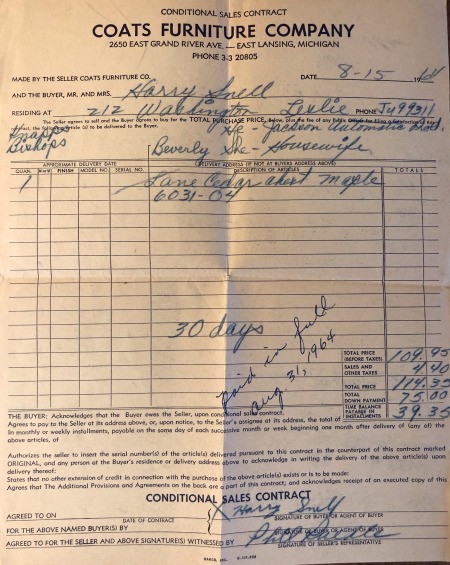 CONDITIONAL SALES CONTRACT
COATS FURNITURE COMPANY
2650 EAST GRAND RIVER AVE. — EAST LANSING, MICHIGAN
PHONE 3-3 20805
MADE BY THE SELLER COATS FURNITURE CO. DATE 8-15 1964
AND THE BUYER, MR. AND MRS. Harry Snell
RESIDING AT 212 Washington Leslie PHONE Ju99311
The Seller agrees to sell and the Buyer agrees to buy for the TOTAL PURCHASE PRICE, Below, plus the fee of any Public Officer for filing a Satisfaction of this
the following article (s) to be delivered to the Buyer. He - Jackson Automatic Prod.
Knapps
Bishops Beverly She - Housewife
APPROXIMATE DELIVERY DATE DELIVERY ADDRESS (IF NOT AT BUYERS ADDRESS ABOVE)
QUAN. FINISH MODEL NO. SERIAL NO. DESCRIPTION OF ARTICLES TOTALS
1 Lane Cedar chest Maple
6031-04
30 days
paid in full
Aug 31, 1964
TOTAL PRICE (BEFORE TAXES) 109.95
SALES AND OTHER TAXES 4.40
TOTAL PRICE 114.35
TOTAL DOWN PAYMENT 75.00
TIME BALANCE PAYABLE IN INSTALLMENTS 39.35
THE BUYER: Acknowledges that the Buyer owes the Seller, upon conditional sales contract.
Agrees to pay the Seller at its address above, or, upon notice, to the Seller's assignee at its address, the total of
In monthly or weekly installments, payable on the same day of each successive month or week beginning one month after delivery of (any of) the
above articles, of
Authorizes the seller to insert the serial number(s) of the article(s) delivered pursuant to this contract in the counterpart of this contract marked
ORIGINAL, and any person at the Buyer's residence or delivery address above to acknowledge in writing the delivery of the above article(s) upon
delivery thereof:
States that no other extension of credit in connection with the purchase of the above article(s) exists or is to be made:
Agrees that The Additional Provisions and Agreements on the back are a part of this contract; and acknowledges receipt of an executed copy of this
CONDITIONAL SALES CONTRACT
AGREED TO ON X Harry Snell
DATE OF CONTRACT SIGNATURE OF BUYER OR AGENT OF BUYER
FOR THE ABOVE NAMED BUYER(S) BY
SIGNATURE OF BUYER OR AGENT OF BUYER
AGREED TO FOR THE SELLER AND ABOVE SIGNATURE(S) WITNESSED BY
SIGNATURE OF SELLER'S REPRESENTATIVE